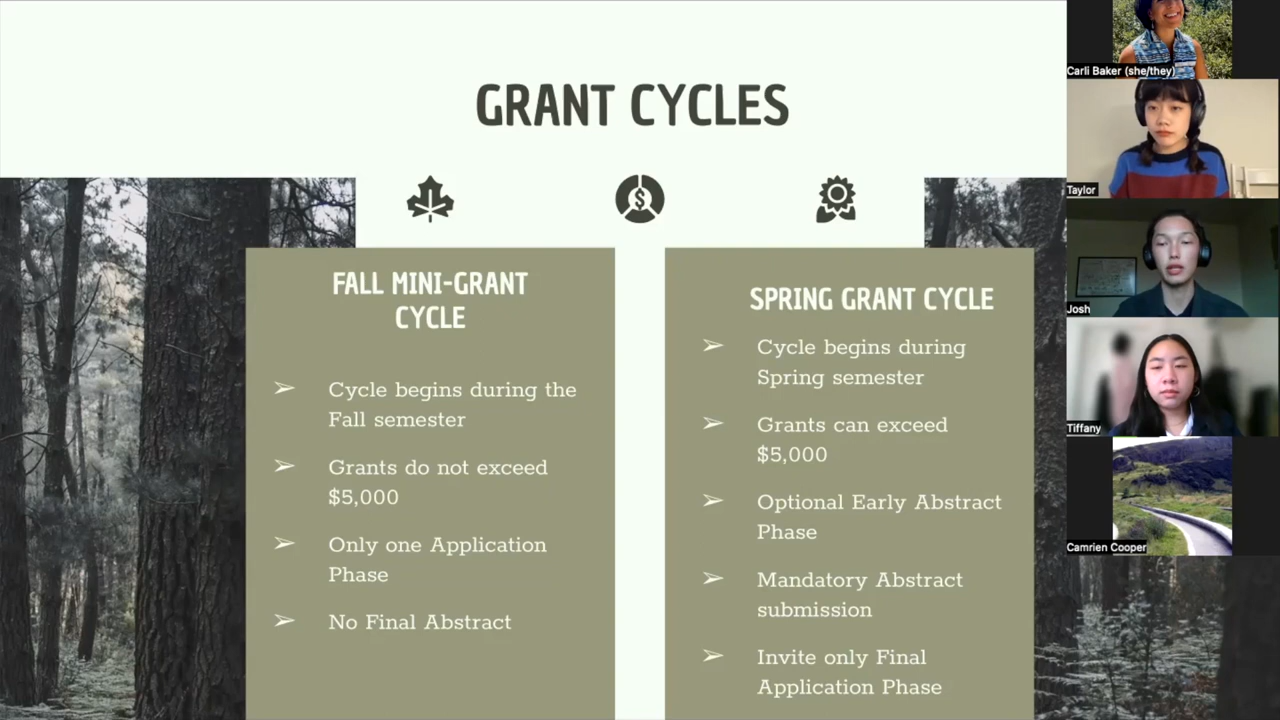 GRANT CYCLES
FALL MINI-GRANT
CYCLE
➢ Cycle begins during the
Fall semester
➢ Grants do not exceed
$5,000
➢ Only one Application
Phase
➢ No Final Abstract
SPRING GRANT CYCLE
➢ Cycle begins during
Spring semester
➢ Grants can exceed
$5,000
➢ Optional Early Abstract
Phase
➢ Mandatory Abstract
submission
➢ Invite only Final
Application Phase
Carli Baker (she/they)
Taylor
Josh
Tiffany
Camrien Cooper